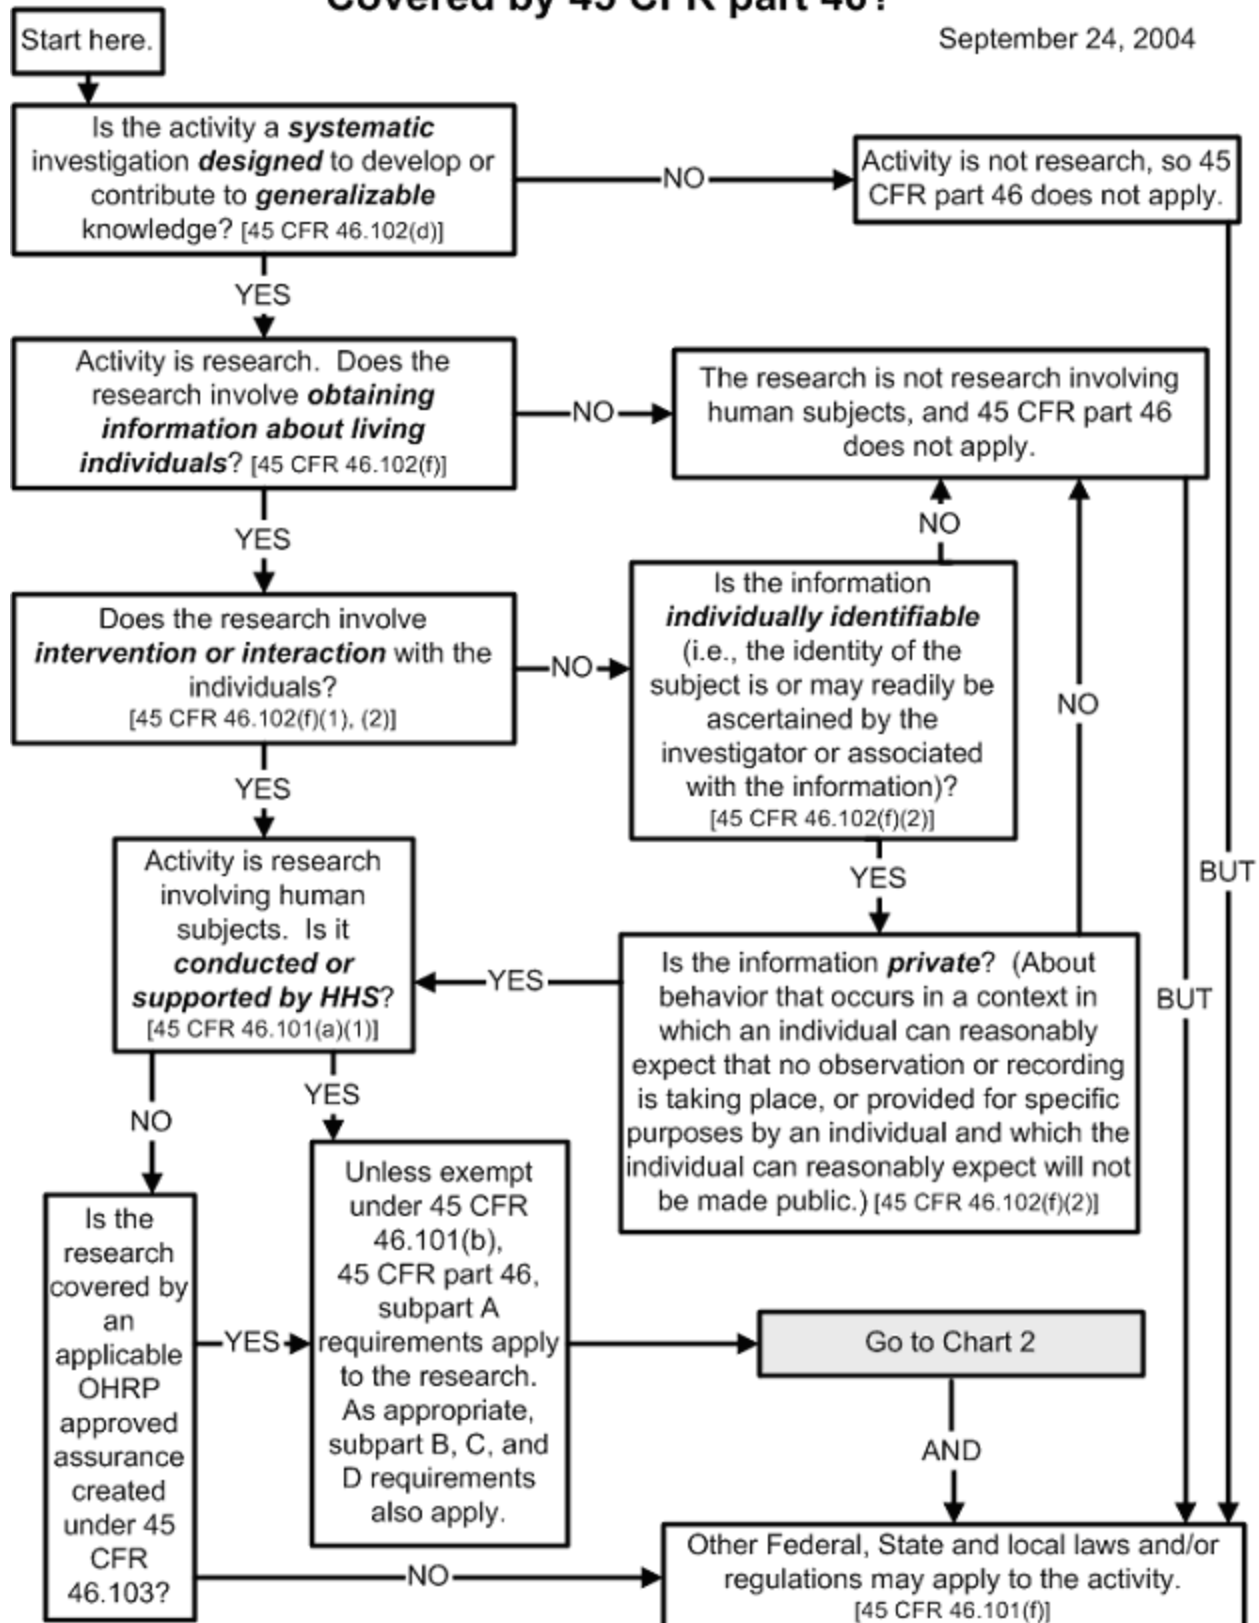 Covered by 45 CFR part 46?
Start here.
September 24, 2004
Is the activity a systematic
investigation designed to develop or
contribute to generalizable
knowledge? [45 CFR 46.102(d)]
NO
Activity is not research, so 45
CFR part 46 does not apply.
YES
Activity is research. Does the
research involve obtaining
information about living
individuals? [45 CFR 46.102(f)]
NO
The research is not research involving
human subjects, and 45 CFR part 46
does not apply.
YES
NO
Does the research involve
intervention or interaction with the
individuals?
[45 CFR 46.102(f)(1), (2)]
NO
Is the information
individually identifiable
(i.e., the identity of the
subject is or may readily be
ascertained by the
investigator or associated
with the information)?
[45 CFR 46.102(f)(2)]
NO
YES
YES
BUT
Activity is research
involving human
subjects. Is it
conducted or
supported by HHS?
[45 CFR 46.101(a)(1)]
YES
Is the information private? (About
behavior that occurs in a context in
which an individual can reasonably
expect that no observation or recording
is taking place, or provided for specific
purposes by an individual and which the
individual can reasonably expect will not
be made public.) [45 CFR 46.102(f)(2)]
BUT
NO
YES
Is the
research
covered by
an
applicable
OHRP
approved
assurance
created
under 45
CFR
46.103?
YES
Unless exempt
under 45 CFR
46.101(b),
45 CFR part 46,
subpart A
requirements apply
to the research.
As appropriate,
subpart B, C, and
D requirements
also apply.
Go to Chart 2
AND
NO
Other Federal, State and local laws and/or
regulations may apply to the activity.
[45 CFR 46.101(f)]